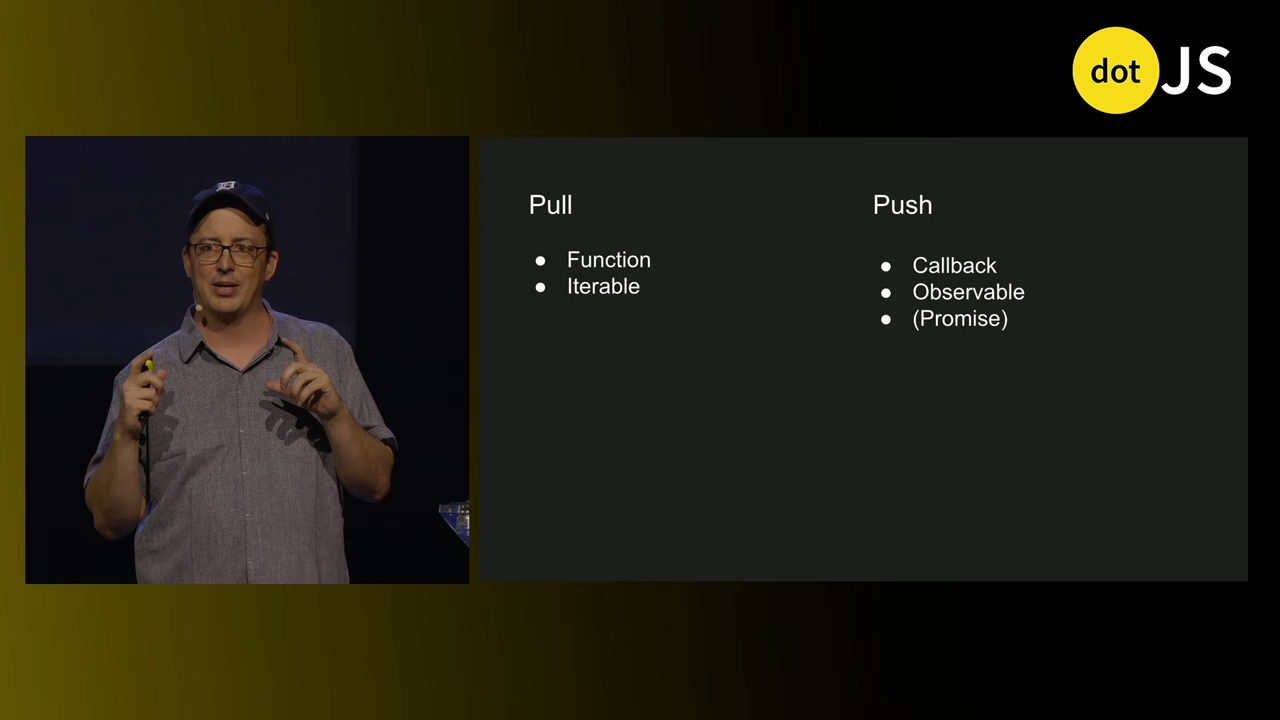 dot JS
Pull
Function
Iterable
Push
Callback
Observable
(Promise)
D